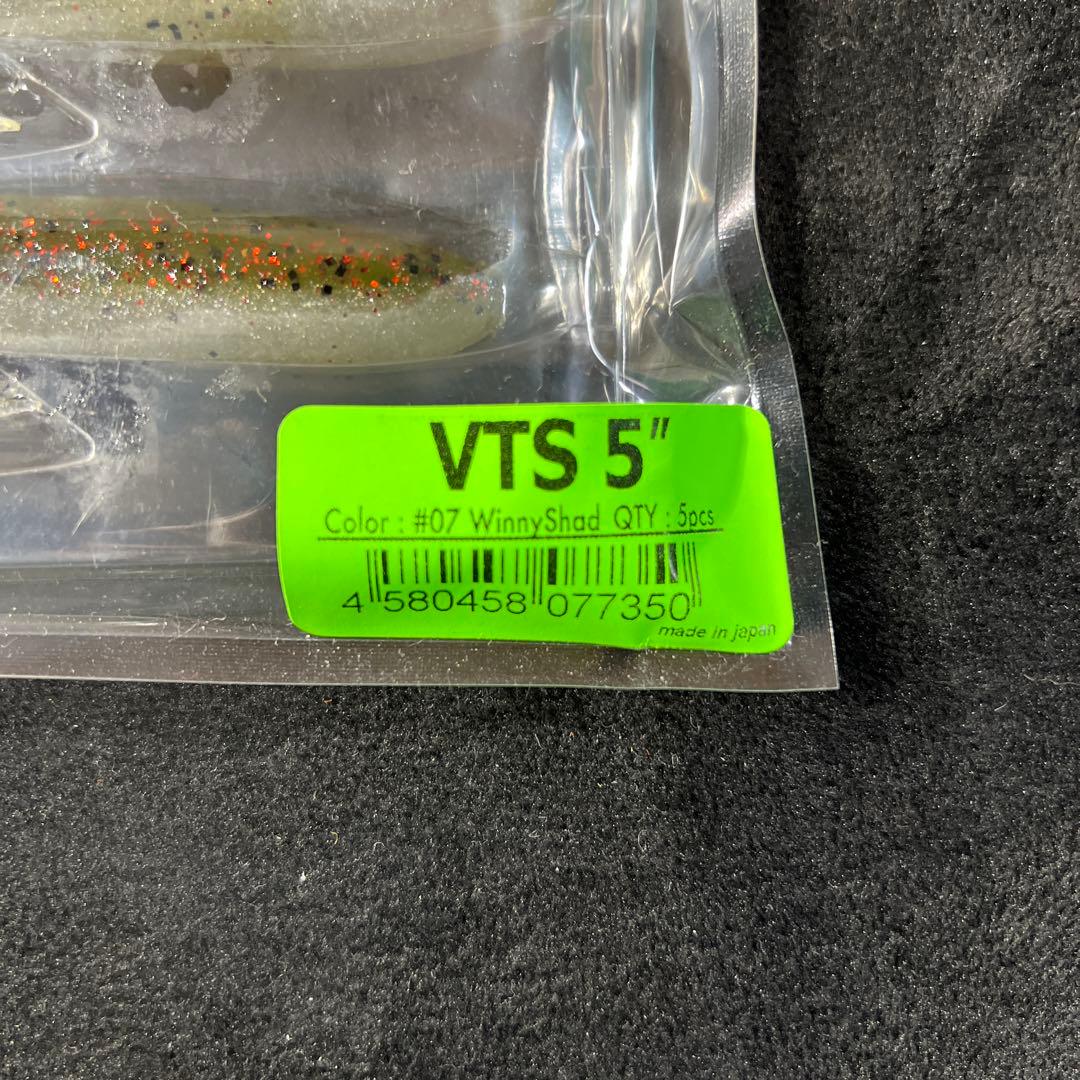 VTS 5"
Color : #07 WinnyShad QTY : 5pcs
4 580458 077350
made in japan